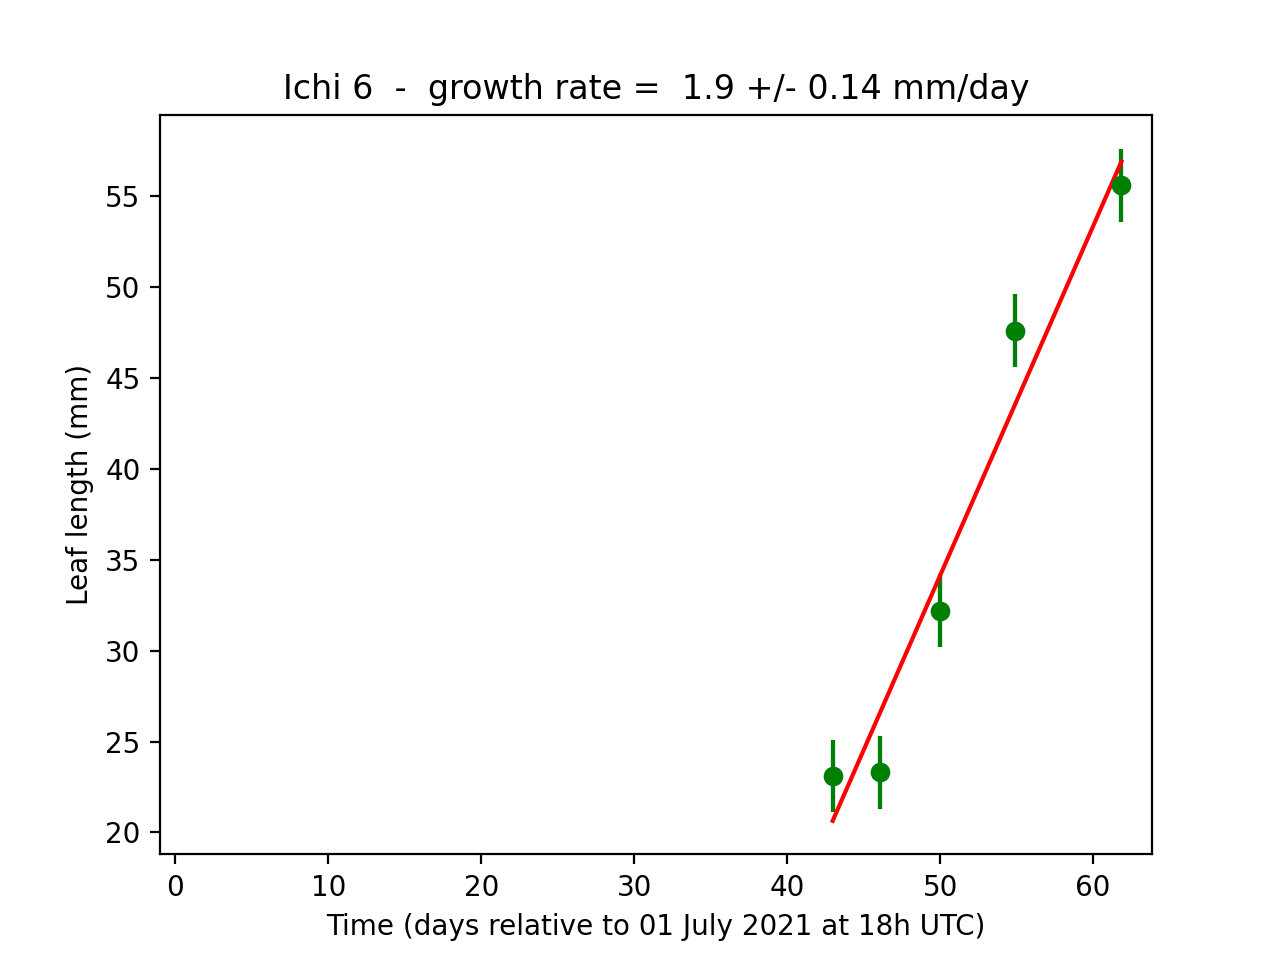 Ichi 6  -  growth rate =  1.9 +/- 0.14 mm/day
55
50
45
40
35
30
25
20
Leaf length (mm)
0 10 20 30 40 50 60
Time (days relative to 01 July 2021 at 18h UTC)